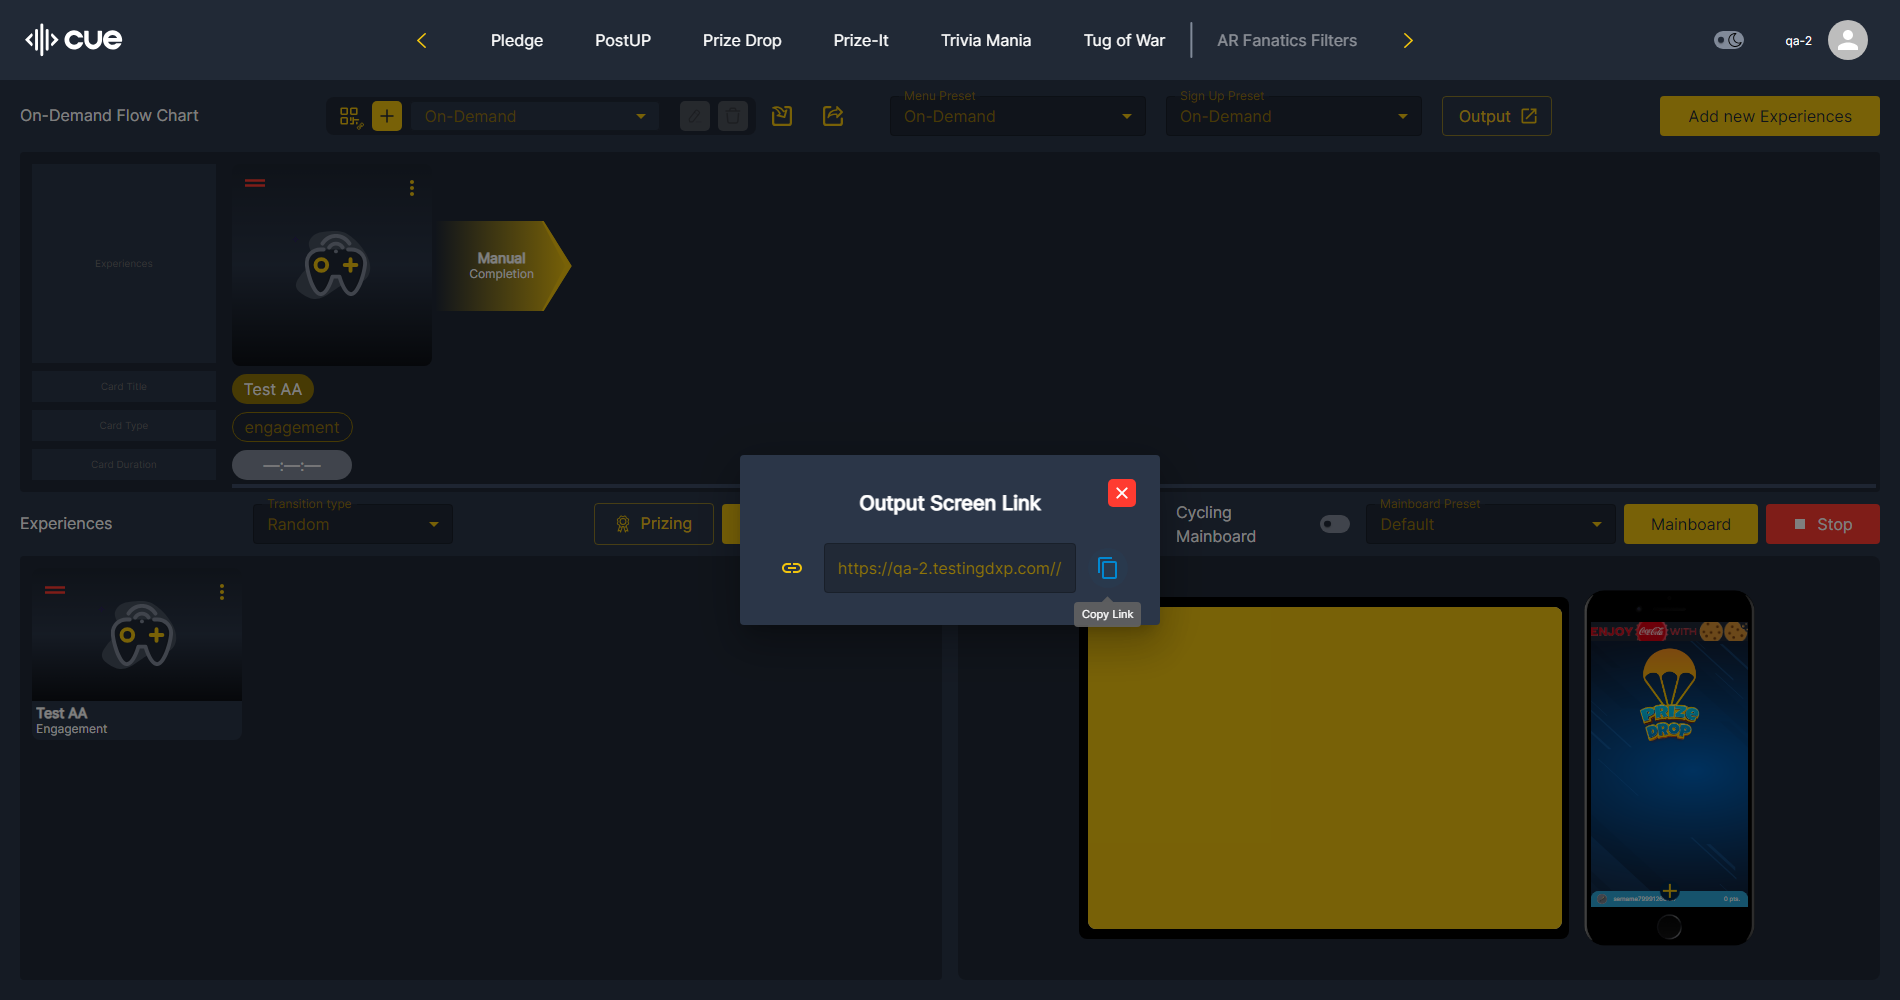 cue
Pledge
PostUP
Prize Drop
Prize-It
Trivia Mania
Tug of War
AR Fanatics Filters
qa-2
On-Demand Flow Chart
On-Demand
Menu Preset
On-Demand
Sign Up Preset
On-Demand
Output
Add new Experiences
Experiences
Manual
Completion
Card Title
Test AA
Card Type
engagement
Card Duration
—:—:—
Output Screen Link
https://qa-2.testingdxp.com//
Copy Link
Experiences
Transition type
Random
Prizing
Cycling
Mainboard
Mainboard Preset
Default
Mainboard
Stop
Test AA
Engagement
ENJOY Coca-Cola WITH
PRIZE
DROP
0 pts.